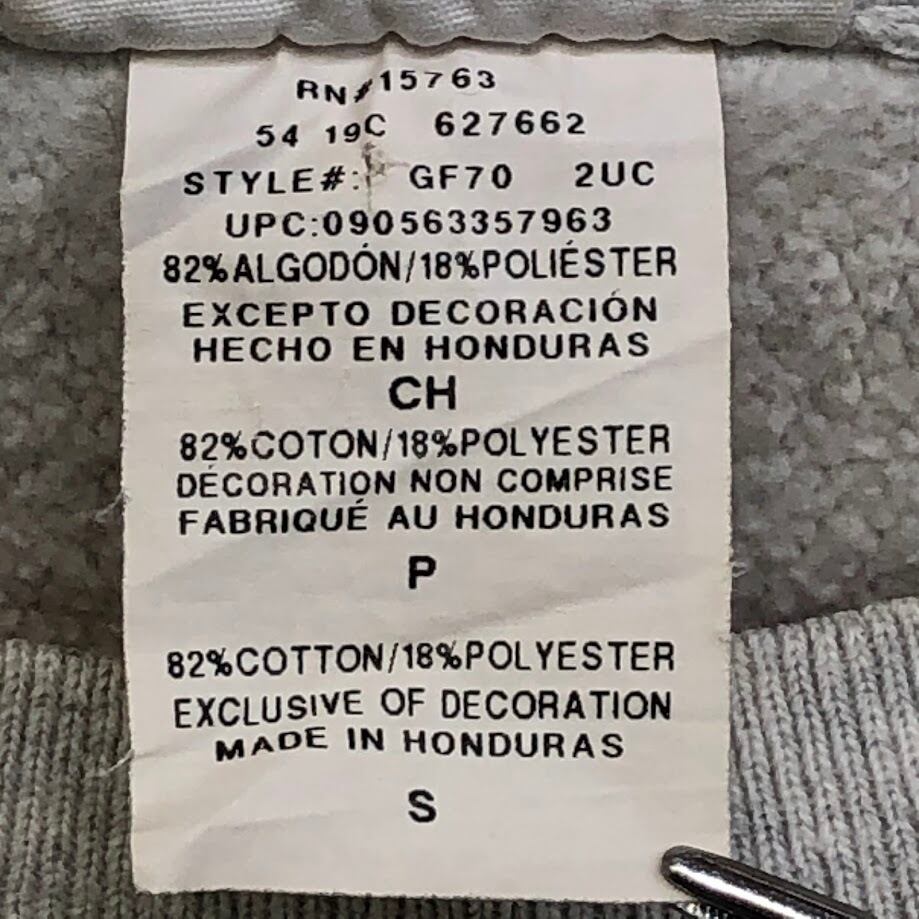 RN#15763
54 19C 627662
STYLE#: GF70 2UC
UPC:090563357963
82%ALGODÓN/18%POLIÉSTER
EXCEPTO DECORACIÓN
HECHO EN HONDURAS
CH
82%COTON/18%POLYESTER
DÉCORATION NON COMPRISE
FABRIQUÉ AU HONDURAS
P
82%COTTON/18%POLYESTER
EXCLUSIVE OF DECORATION
MADE IN HONDURAS
S